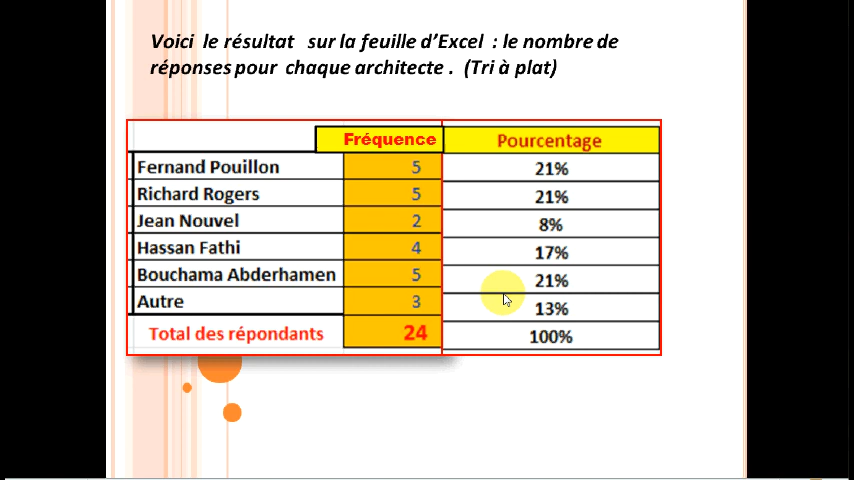 Voici le résultat sur la feuille d'Excel : le nombre de
réponses pour chaque architecte . (Tri à plat)
Fréquence Pourcentage
Fernand Pouillon 5 21%
Richard Rogers 5 21%
Jean Nouvel 2 8%
Hassan Fathi 4 17%
Bouchama Abderhamen 5 21%
Autre 3 13%
Total des répondants 24 100%